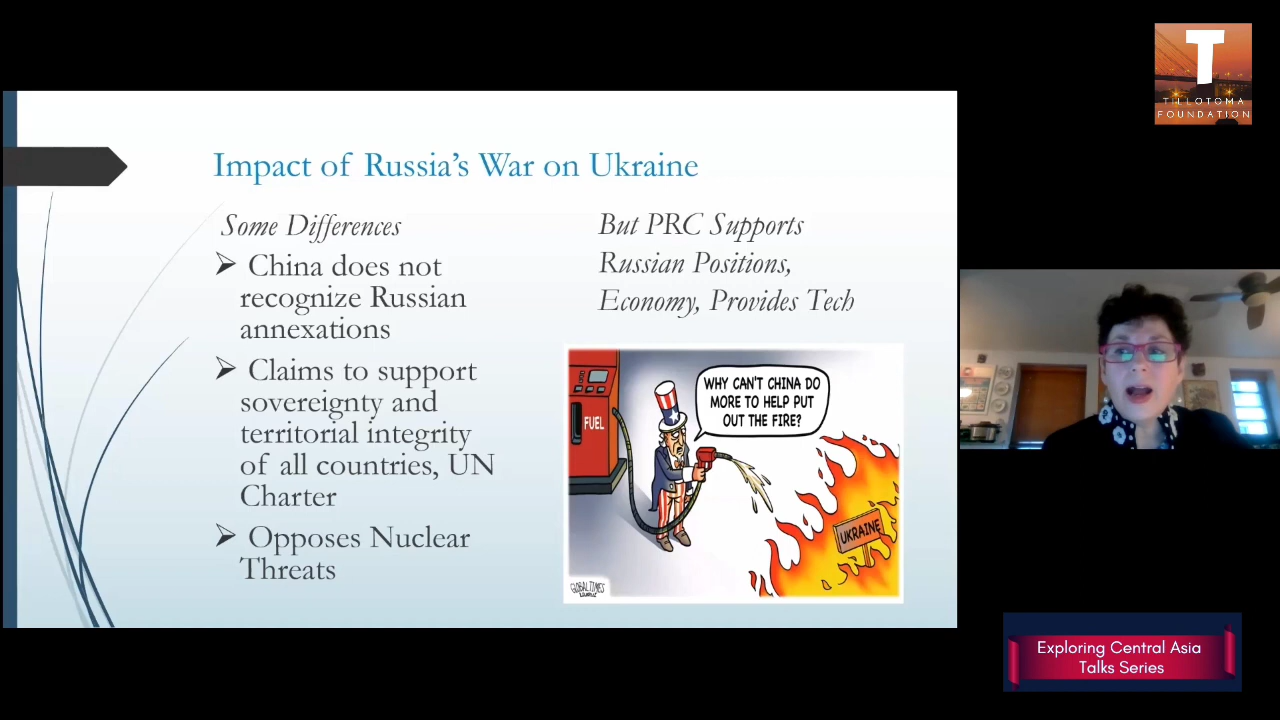 T
TILLOTOMA
FOUNDATION
Impact of Russia's War on Ukraine
Some Differences
➢ China does not
recognize Russian
annexations
➢ Claims to support
sovereignty and
territorial integrity
of all countries, UN
Charter
➢ Opposes Nuclear
Threats
But PRC Supports
Russian Positions,
Economy, Provides Tech
FUEL
WHY CAN'T CHINA DO
MORE TO HELP PUT
OUT THE FIRE?
UKRAINE
GLOBAL TIMES
Exploring Central Asia
Talks Series